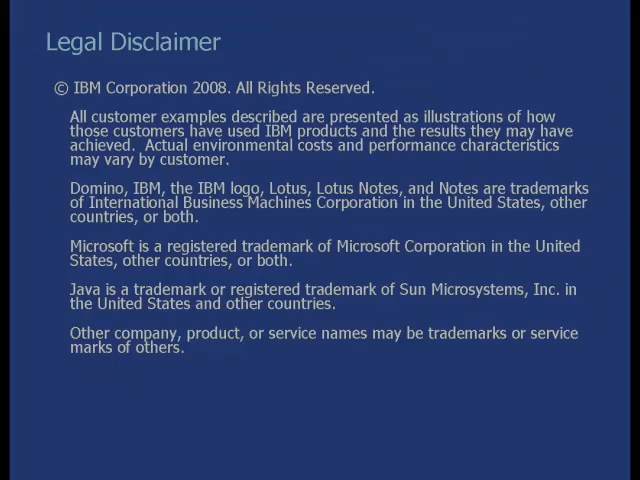 Legal Disclaimer
© IBM Corporation 2008. All Rights Reserved.
All customer examples described are presented as illustrations of how
those customers have used IBM products and the results they may have
achieved. Actual environmental costs and performance characteristics
may vary by customer.
Domino, IBM, the IBM logo, Lotus, Lotus Notes, and Notes are trademarks
of International Business Machines Corporation in the United States, other
countries, or both.
Microsoft is a registered trademark of Microsoft Corporation in the United
States, other countries, or both.
Java is a trademark or registered trademark of Sun Microsystems, Inc. in
the United States and other countries.
Other company, product, or service names may be trademarks or service
marks of others.